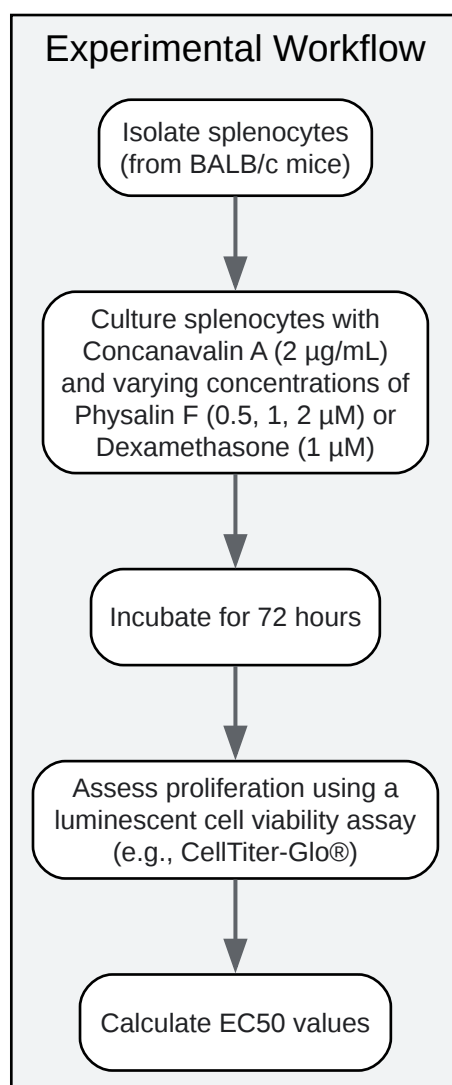 Experimental Workflow
Isolate splenocytes
(from BALB/c mice)
Culture splenocytes with
Concanavalin A (2 µg/mL)
and varying concentrations of
Physalin F (0.5, 1, 2 µM) or
Dexamethasone (1 µM)
Incubate for 72 hours
Assess proliferation using a
luminescent cell viability assay
(e.g., CellTiter-Glo®)
Calculate EC50 values